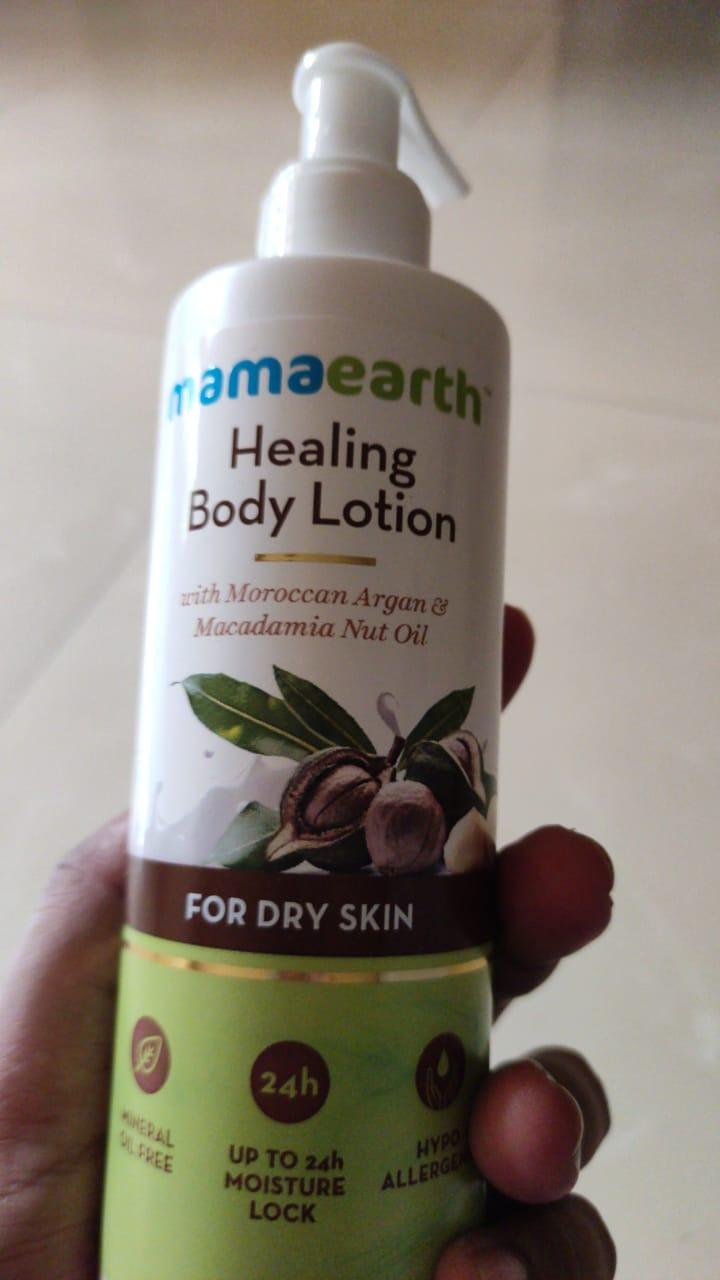 mamaearth
Healing
Body Lotion
with Moroccan Argan &
Macadamia Nut Oil
FOR DRY SKIN
MINERAL
OIL FREE
24h
UP TO 24h
MOISTURE
LOCK
HYPO